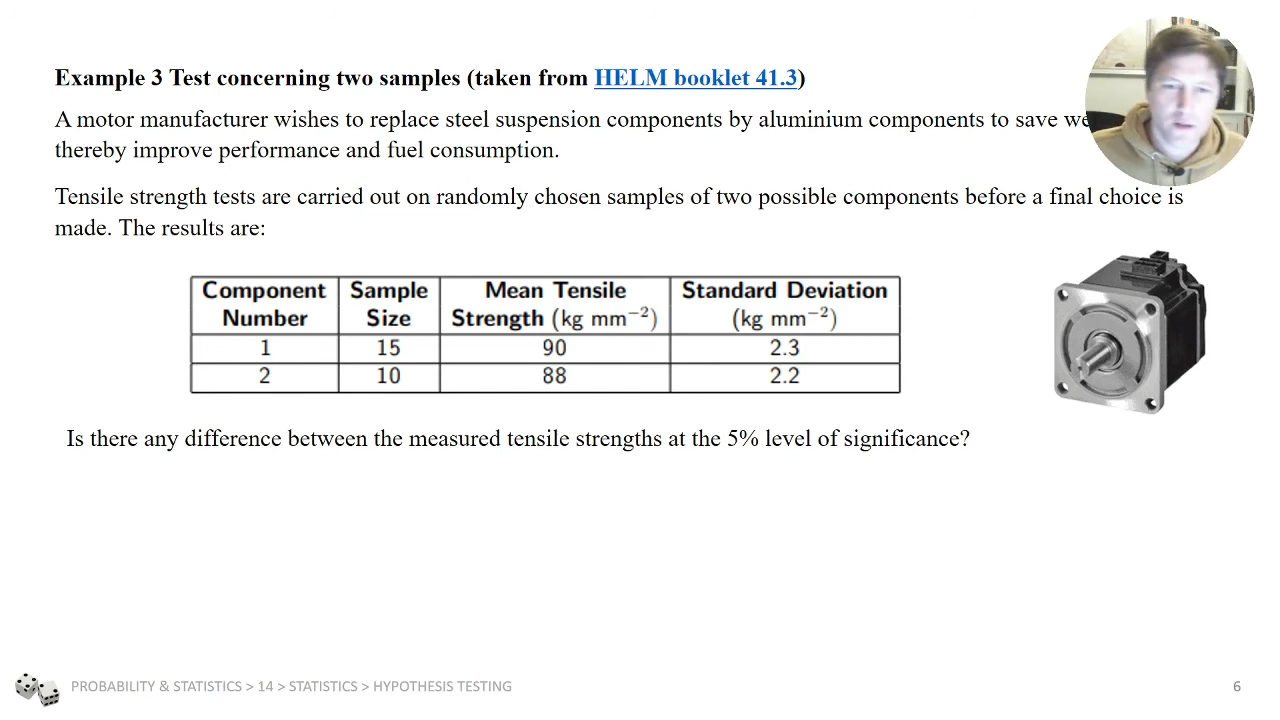 Example 3 Test concerning two samples (taken from HELM booklet 41.3)
A motor manufacturer wishes to replace steel suspension components by aluminium components to save
thereby improve performance and fuel consumption.
Tensile strength tests are carried out on randomly chosen samples of two possible components before a final choice is
made. The results are:
Component Number | Sample Size | Mean Tensile Strength (kg mm⁻²) | Standard Deviation (kg mm⁻²)
1 | 15 | 90 | 2.3
2 | 10 | 88 | 2.2
Is there any difference between the measured tensile strengths at the 5% level of significance?
PROBABILITY & STATISTICS > 14 > STATISTICS > HYPOTHESIS TESTING
6